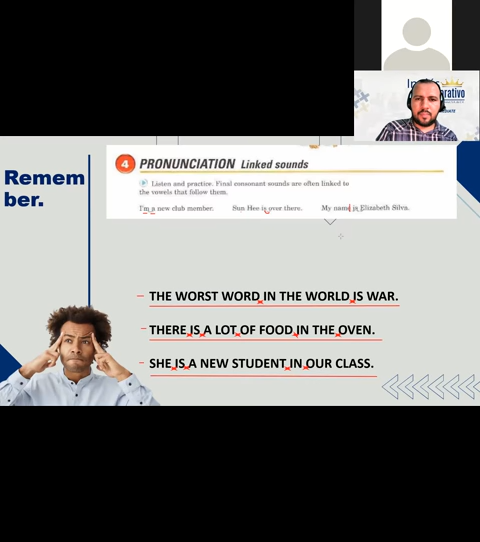 Remem
ber.
4 PRONUNCIATION Linked sounds
Listen and practice. Final consonant sounds are often linked to
the vowels that follow them.
I'm a new club member. Sun Hee is over there. My name is Elizabeth Silva.
– THE WORST WORD IN THE WORLD IS WAR.
– THERE IS A LOT OF FOOD IN THE OVEN.
– SHE IS A NEW STUDENT IN OUR CLASS.